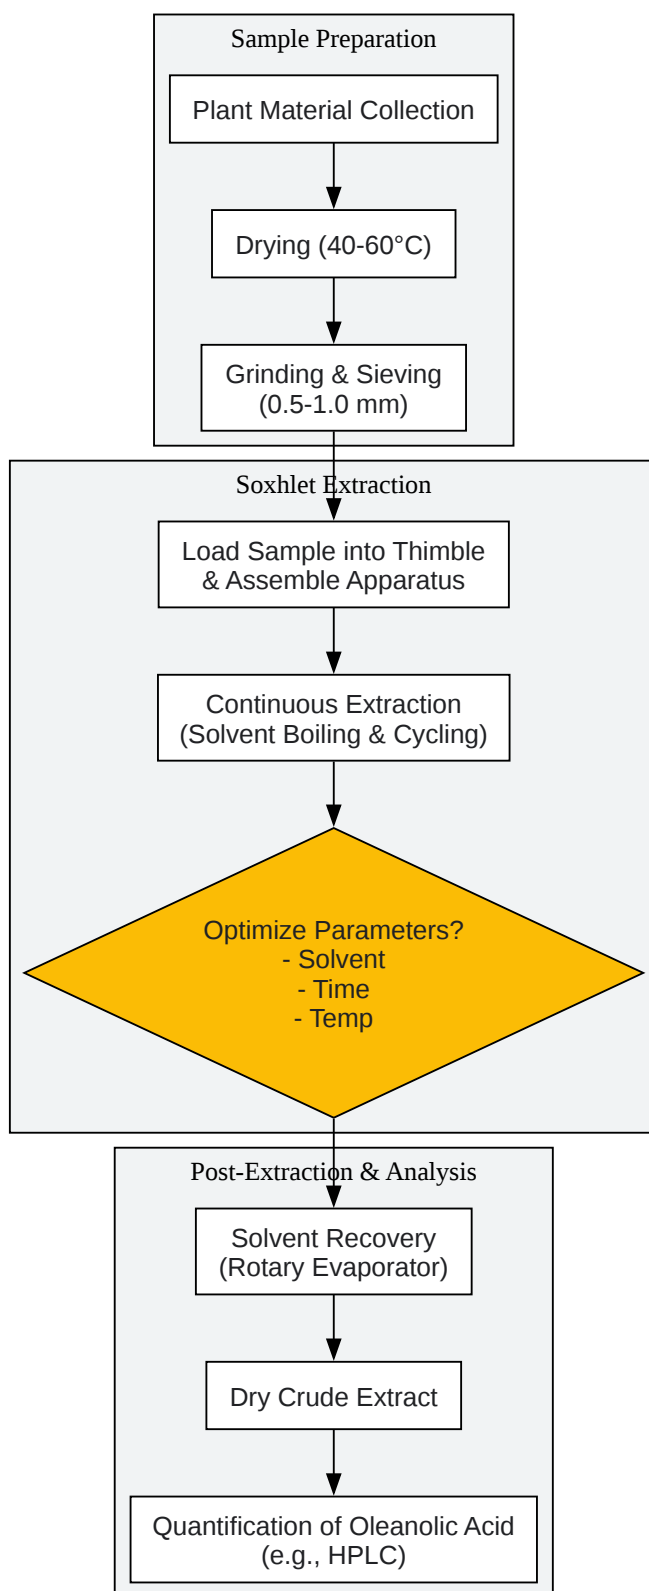 Sample Preparation
Plant Material Collection
Drying (40-60°C)
Grinding & Sieving
(0.5-1.0 mm)
Soxhlet Extraction
Load Sample into Thimble
& Assemble Apparatus
Continuous Extraction
(Solvent Boiling & Cycling)
Optimize Parameters?
- Solvent
- Time
- Temp
Post-Extraction & Analysis
Solvent Recovery
(Rotary Evaporator)
Dry Crude Extract
Quantification of Oleanolic Acid
(e.g., HPLC)